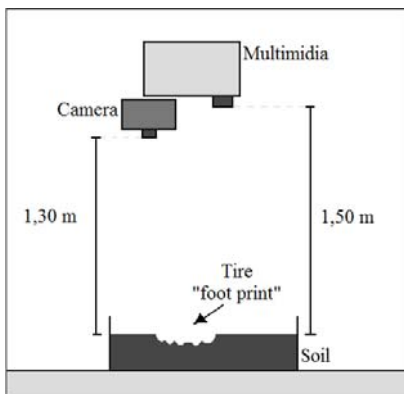 Multimidia
Camera
1,30 m
1,50 m
Tire
"foot print"
Soil